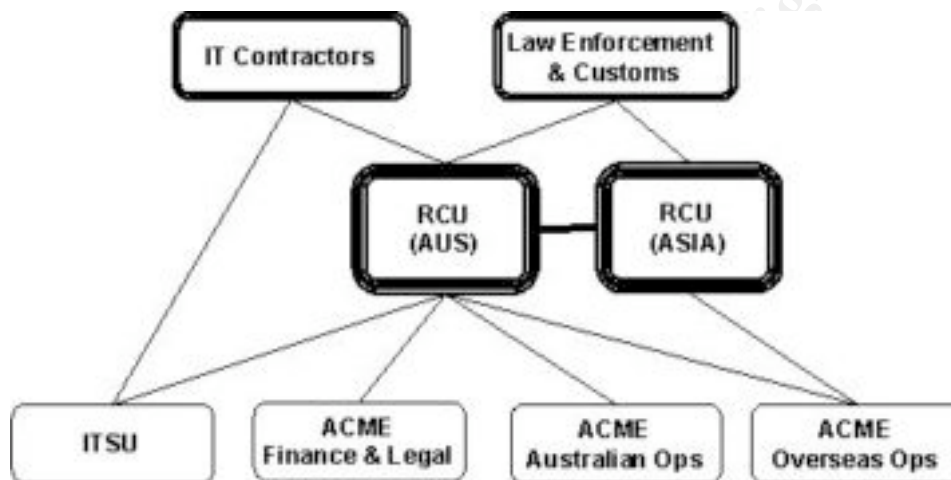 IT Contractors
Law Enforcement
& Customs
RCU
(AUS)
RCU
(ASIA)
ITSU
ACME
Finance & Legal
ACME
Australian Ops
ACME
Overseas Ops